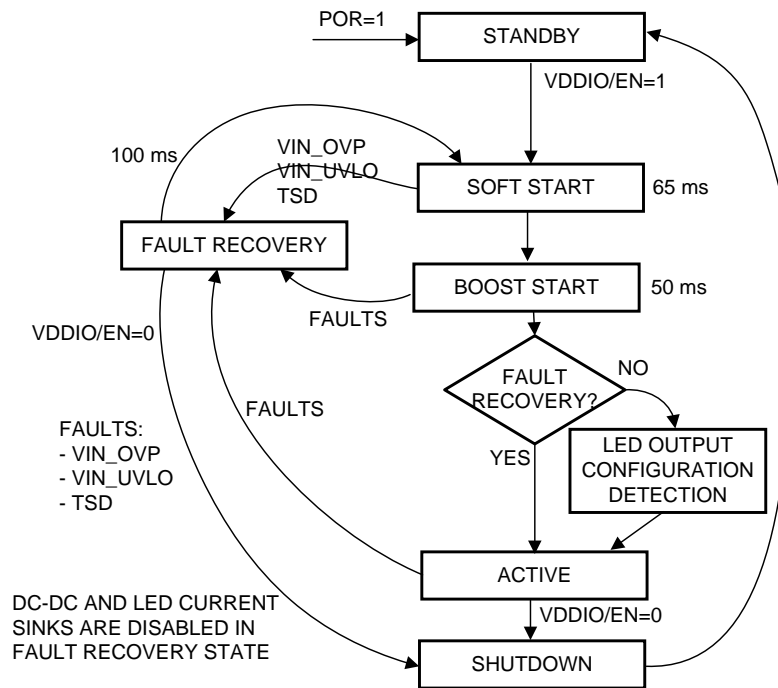 POR=1
STANDBY
VDDIO/EN=1
100 ms
VIN_OVP
VIN_UVLO
TSD
SOFT START
65 ms
FAULT RECOVERY
BOOST START
50 ms
FAULTS
VDDIO/EN=0
FAULT
RECOVERY?
NO
YES
FAULTS
LED OUTPUT
CONFIGURATION
DETECTION
FAULTS:
- VIN_OVP
- VIN_UVLO
- TSD
ACTIVE
VDDIO/EN=0
DC-DC AND LED CURRENT
SINKS ARE DISABLED IN
FAULT RECOVERY STATE
SHUTDOWN